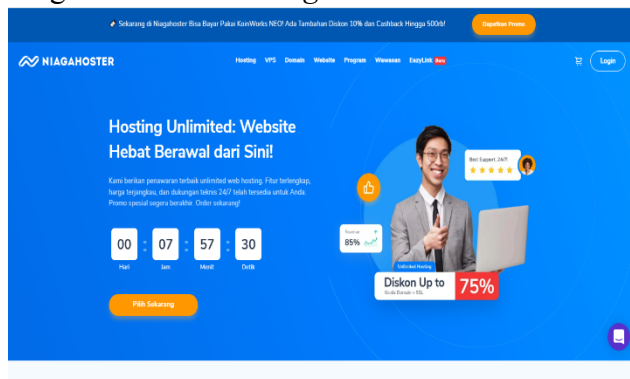 Sekarang di Niagahoster Bisa Bayar Pakai KoinWorks NEO! Ada Tambahan Diskon 10% dan Cashback Hingga 500rb!
Dapatkan Promo
NIAGAHOSTER
Hosting VPS Domain Website Program Wawasan EazyLink Baru
Login
Hosting Unlimited: Website
Hebat Berawal dari Sini!
Kami berikan penawaran terbaik unlimited web hosting. Fitur terlengkap,
harga terjangkau, dan dukungan teknis 24/7 telah tersedia untuk Anda.
Promo spesial segera berakhir. Order sekarang!
00 : 07 : 57 : 30
Hari Jam Menit Detik
Pilih Sekarang
Best Support, 24/7!
85%
Unlimited Hosting
Diskon Up to
75%
Gratis Domain + SSL